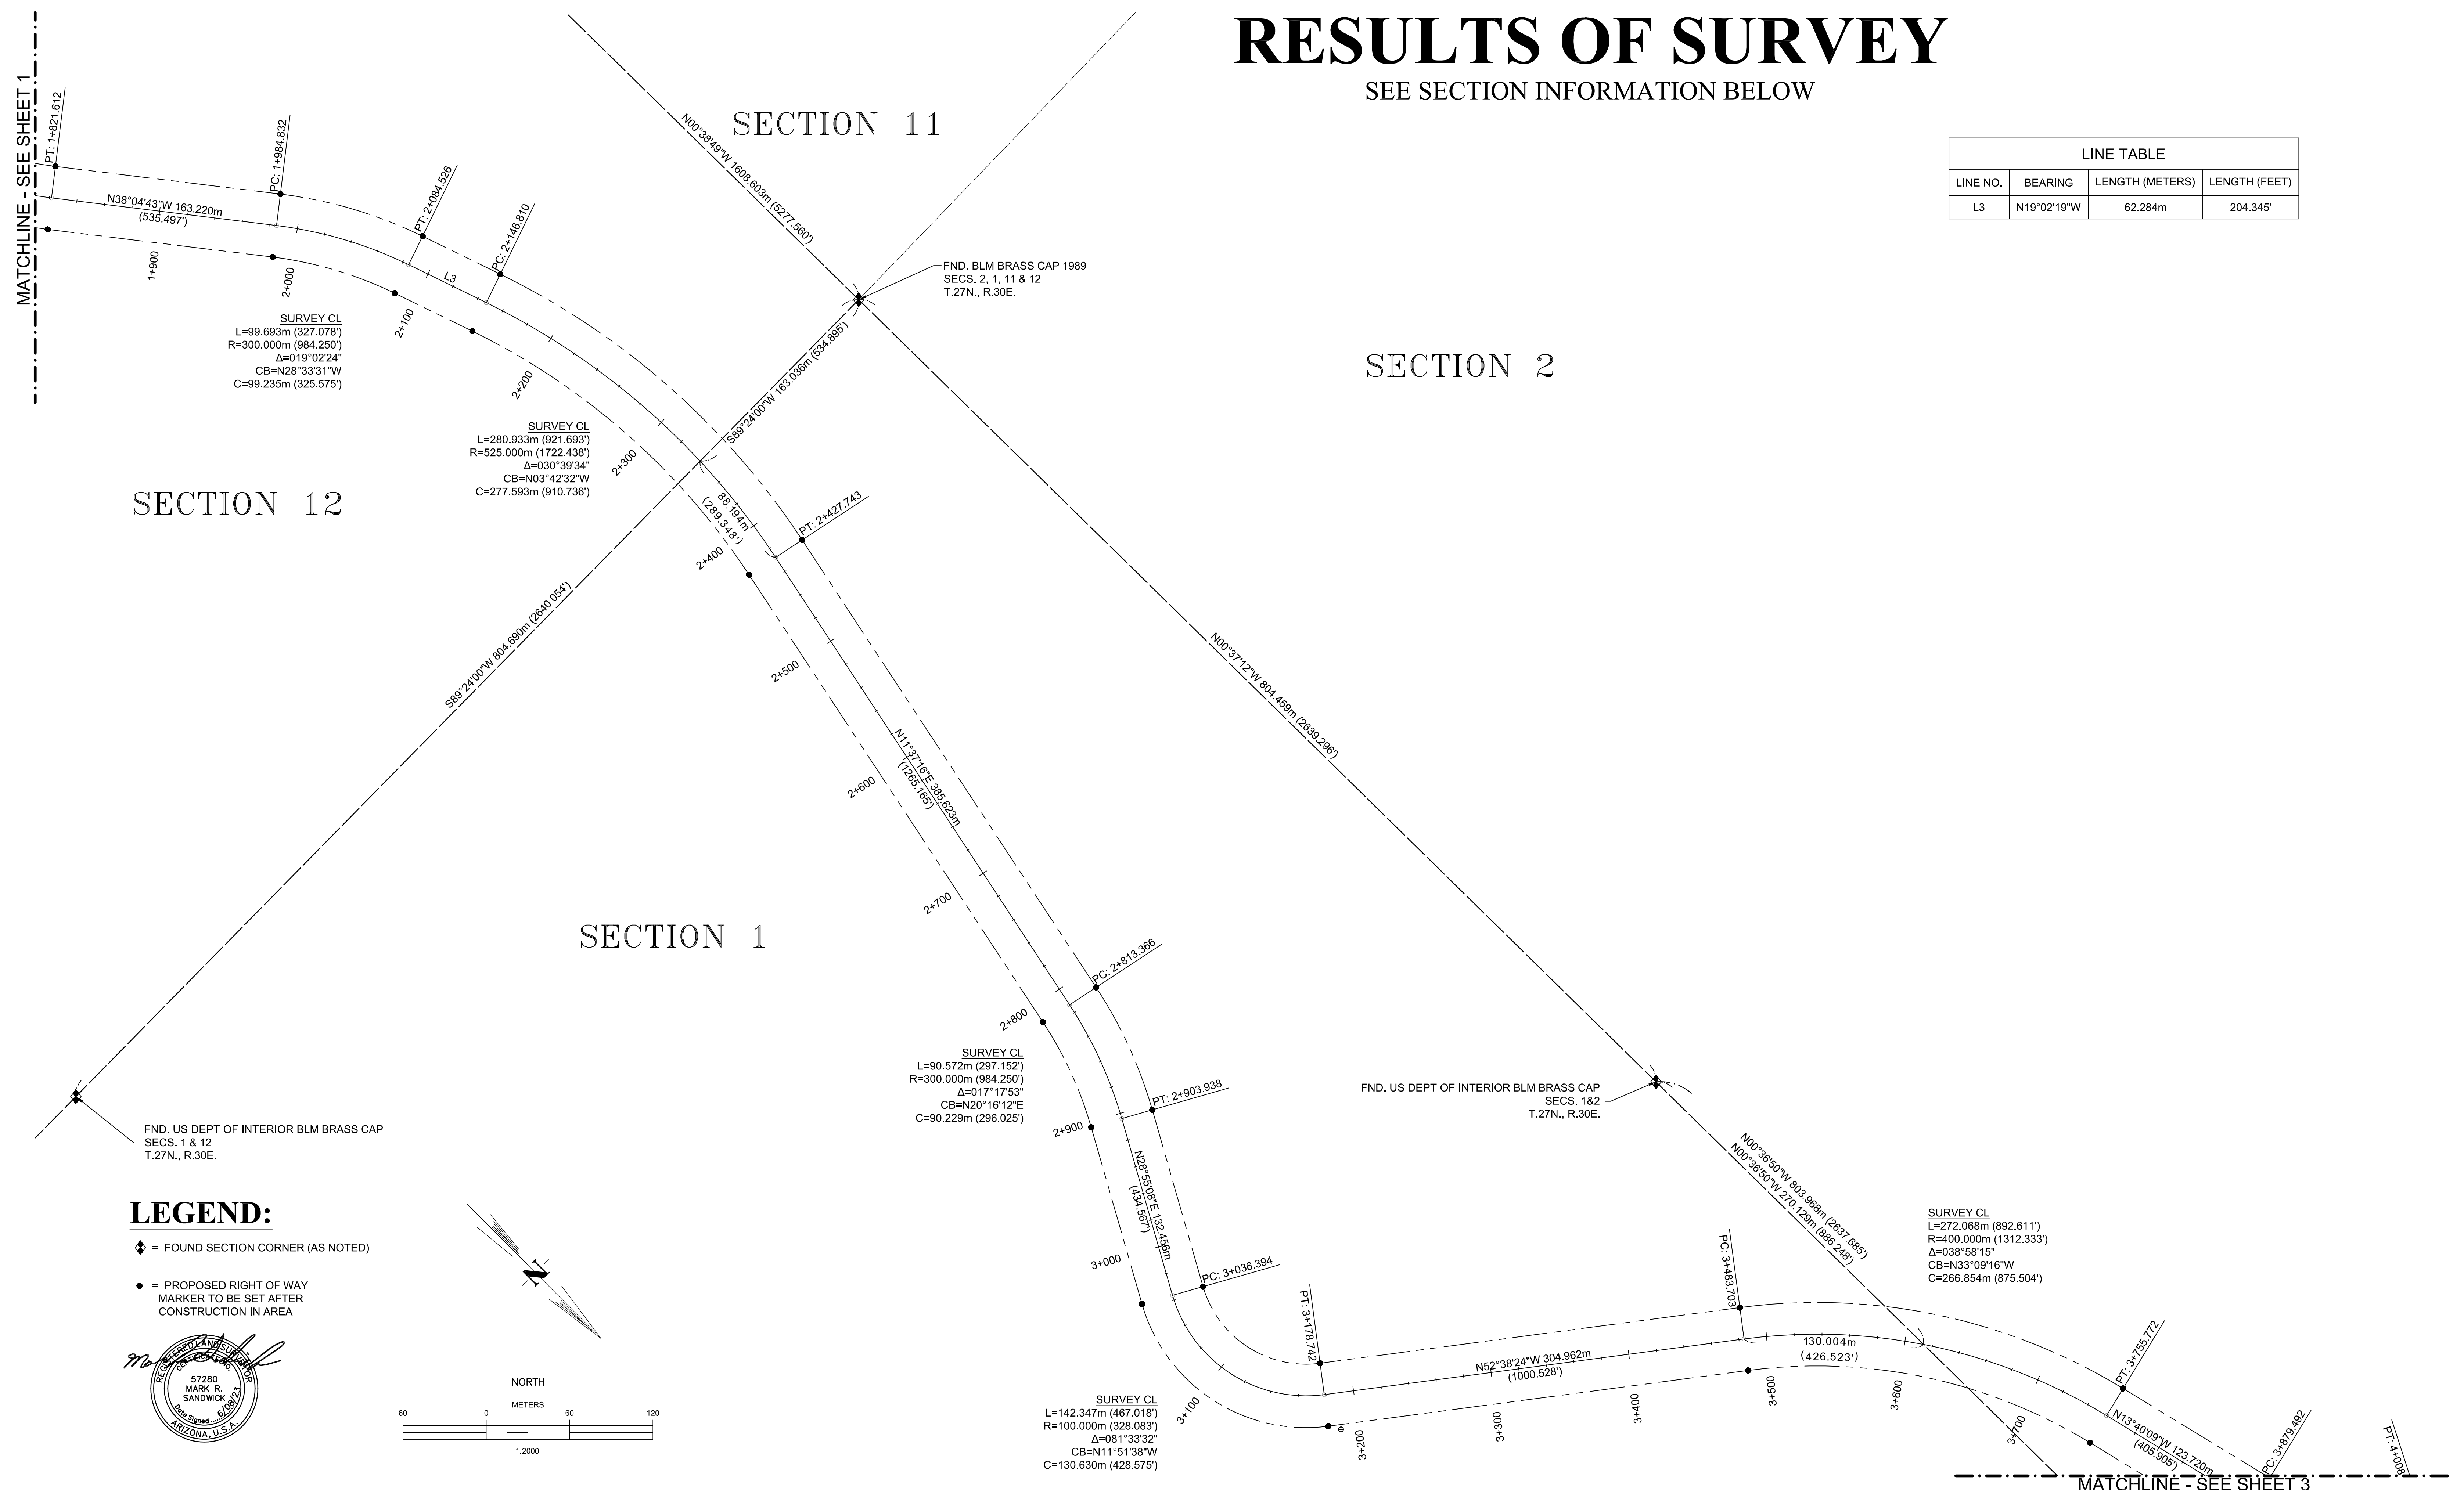 RESULTS OF SURVEY
SEE SECTION INFORMATION BELOW
LINE TABLE
LINE NO. BEARING LENGTH (METERS) LENGTH (FEET)
L3 N19°02'19"W 62.284m 204.345'
MATCHLINE - SEE SHEET 1
PT: 1+821.612
PC: 1+984.832
PT: 2+084.526
PC: 2+146.810
N38°04'43"W 163.220m
(535.497')
L3
1+900
2+000
2+100
2+200
2+300
2+400
SECTION 11
N00°38'49"W 1608.603m (5277.560')
FND. BLM BRASS CAP 1989
SECS. 2, 1, 11 & 12
T.27N., R.30E.
SECTION 2
SURVEY CL
L=99.693m (327.078')
R=300.000m (984.250')
Δ=019°02'24"
CB=N28°33'31"W
C=99.235m (325.575')
SURVEY CL
L=280.933m (921.693')
R=525.000m (1722.438')
Δ=030°39'34"
CB=N03°42'32"W
C=277.593m (910.736')
SECTION 12
S89°24'00"W 163.036m (534.895')
88.194m
(289.348')
PT: 2+427.743
S89°24'00"W 804.690m (2640.054')
N00°37'12"W 804.459m (2639.296')
2+500
2+600
2+700
2+800
2+900
N11°37'16"E 385.623m
(1265.165')
SECTION 1
PC: 2+813.366
PT: 2+903.938
SURVEY CL
L=90.572m (297.152')
R=300.000m (984.250')
Δ=017°17'53"
CB=N20°16'12"E
C=90.229m (296.025')
FND. US DEPT OF INTERIOR BLM BRASS CAP
SECS. 1&2
T.27N., R.30E.
FND. US DEPT OF INTERIOR BLM BRASS CAP
SECS. 1 & 12
T.27N., R.30E.
N28°55'08"E 132.456m
(434.567')
3+000
PC: 3+036.394
PT: 3+178.742
PC: 3+483.703
N00°36'50"W 803.968m (2637.685')
N00°36'50"W 270.129m (886.248')
SURVEY CL
L=272.068m (892.611')
R=400.000m (1312.333')
Δ=038°58'15"
CB=N33°09'16"W
C=266.854m (875.504')
LEGEND:
= FOUND SECTION CORNER (AS NOTED)
= PROPOSED RIGHT OF WAY
MARKER TO BE SET AFTER
CONSTRUCTION IN AREA
REGISTERED LAND SURVEYOR
57280
MARK R.
SANDWICK
Date Signed ....6/08/23
ARIZONA, U.S.A.
N
NORTH
METERS
60 0 60 120
1:2000
SURVEY CL
L=142.347m (467.018')
R=100.000m (328.083')
Δ=081°33'32"
CB=N11°51'38"W
C=130.630m (428.575')
3+100
3+200
3+300
3+400
3+500
3+600
3+700
N52°38'24"W 304.962m
(1000.528')
130.004m
(426.523')
PT: 3+755.772
N13°40'09"W 123.720m
(405.905')
PC: 3+879.492
PT: 4+008
MATCHLINE - SEE SHEET 3